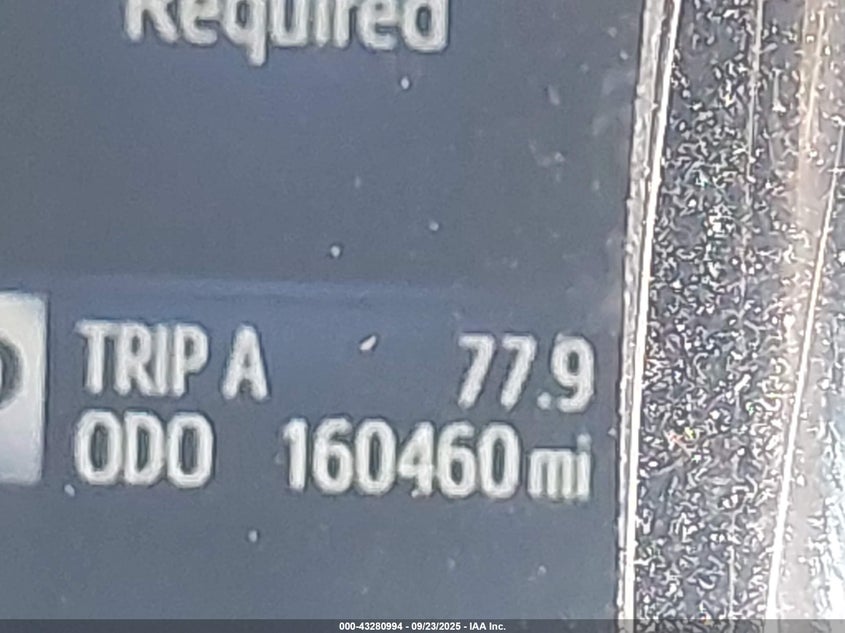 Required
TRIP A 77.9
ODO 160460 mi
000-43280994 - 09/23/2025 - IAA Inc.